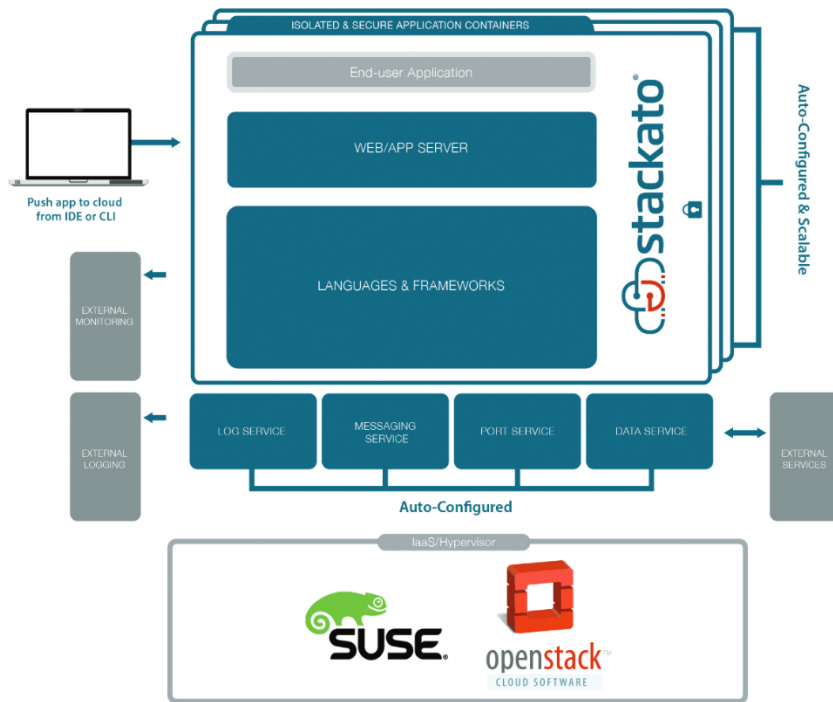 ISOLATED & SECURE APPLICATION CONTAINERS
End-user Application
WEB/APP SERVER
LANGUAGES & FRAMEWORKS
stackato®
Auto-Configured & Scalable
Push app to cloud
from IDE or CLI
EXTERNAL
MONITORING
EXTERNAL
LOGGING
LOG SERVICE
MESSAGING
SERVICE
PORT SERVICE
DATA SERVICE
EXTERNAL
SERVICES
Auto-Configured
IaaS/Hypervisor
SUSE®
openstack™
CLOUD SOFTWARE